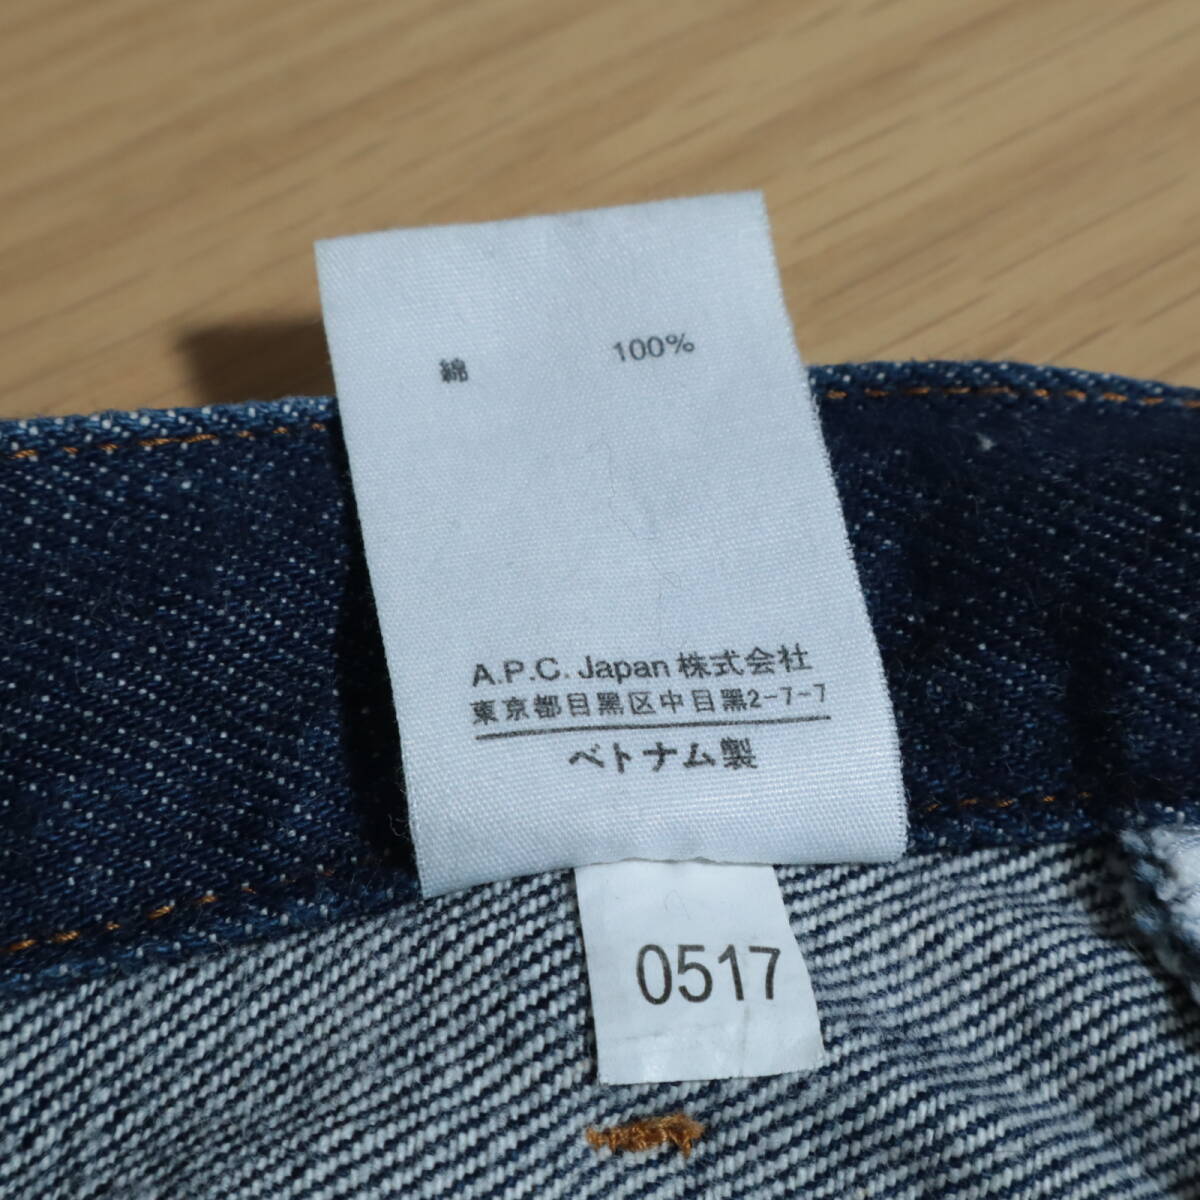 綿 100%
A.P.C. Japan 株式会社
東京都目黒区中目黒2-7-7
ベトナム製
0517